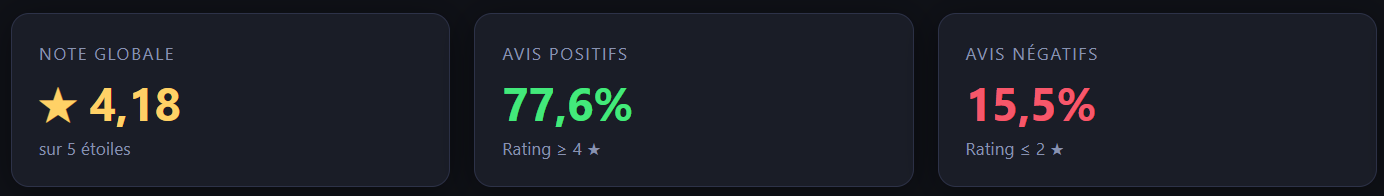 NOTE GLOBALE
★ 4,18
sur 5 étoiles
AVIS POSITIFS
77,6%
Rating ≥ 4 ★
AVIS NÉGATIFS
15,5%
Rating ≤ 2 ★